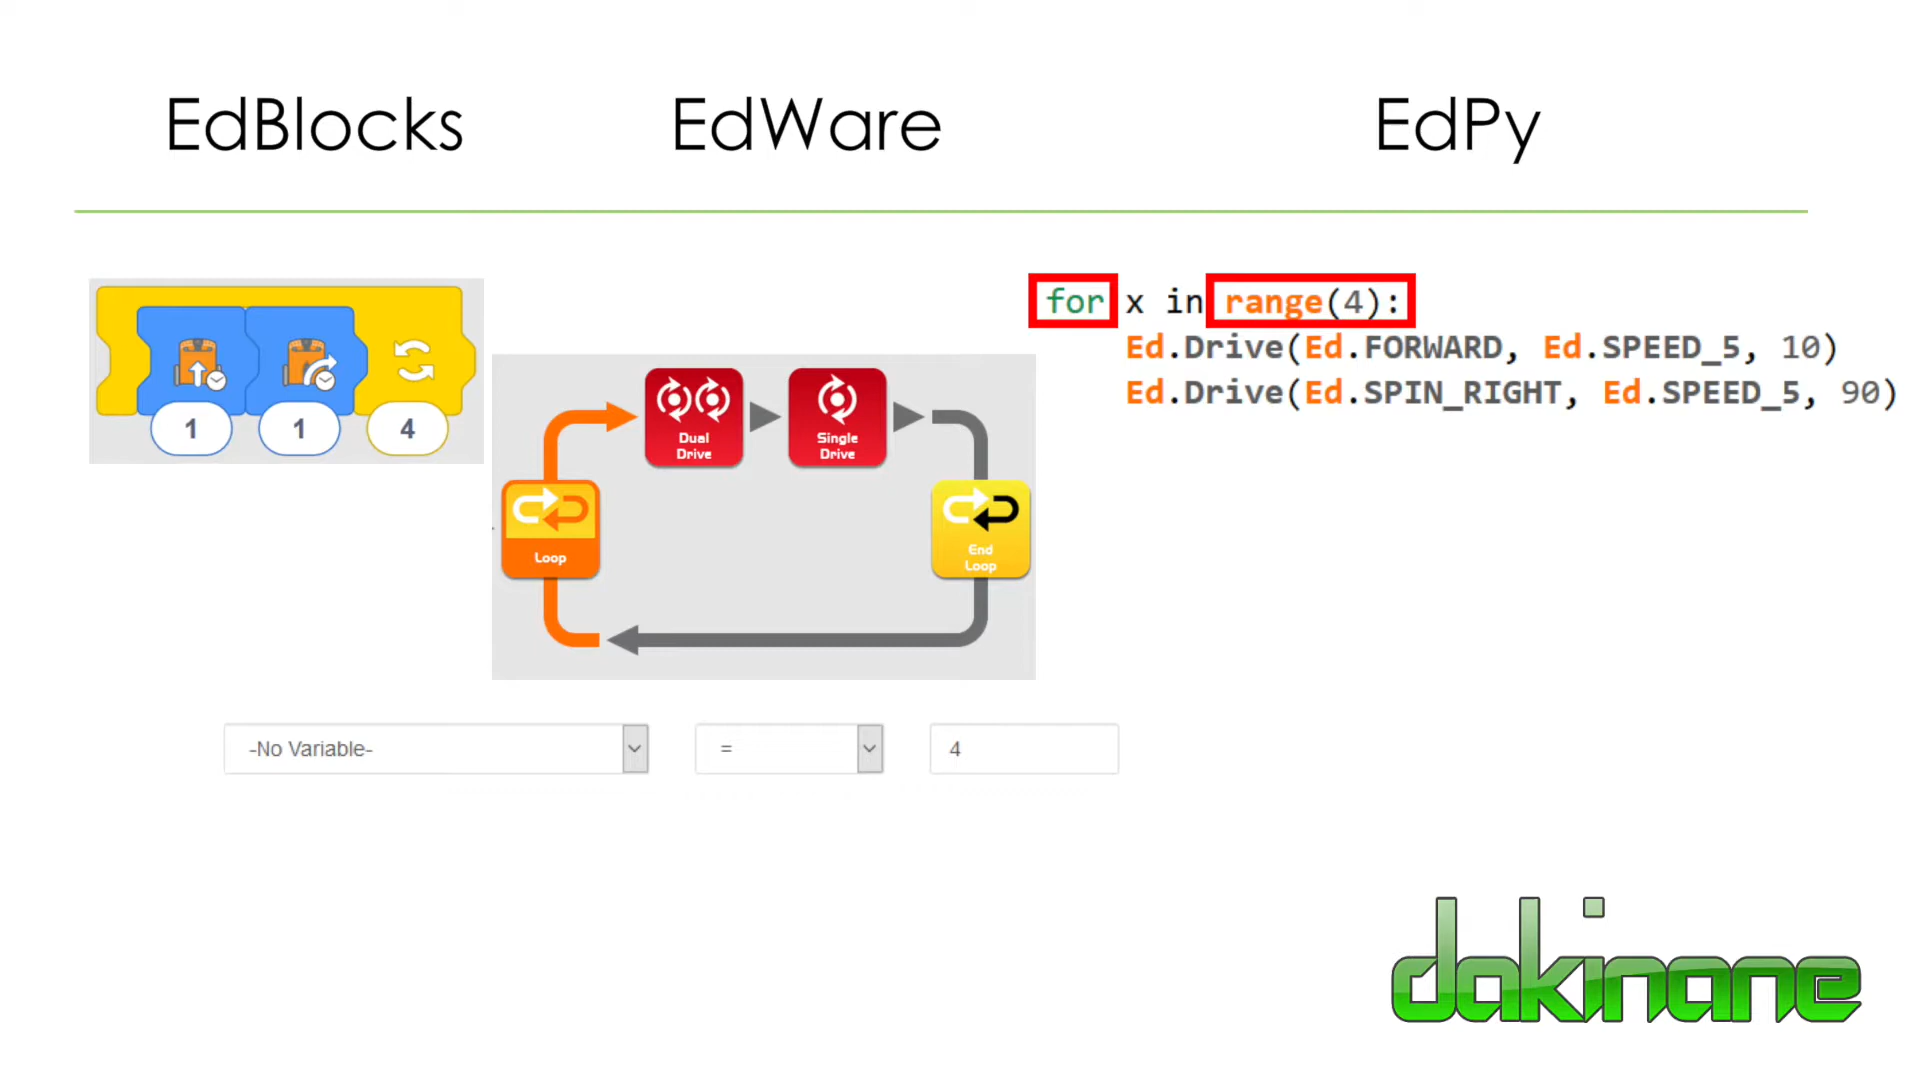 EdBlocks
EdWare
EdPy
1
1
4
Dual
Drive
Single
Drive
Loop
End
Loop
for x in range(4):
Ed.Drive(Ed.FORWARD, Ed.SPEED_5, 10)
Ed.Drive(Ed.SPIN_RIGHT, Ed.SPEED_5, 90)
-No Variable-
=
4
dakinane